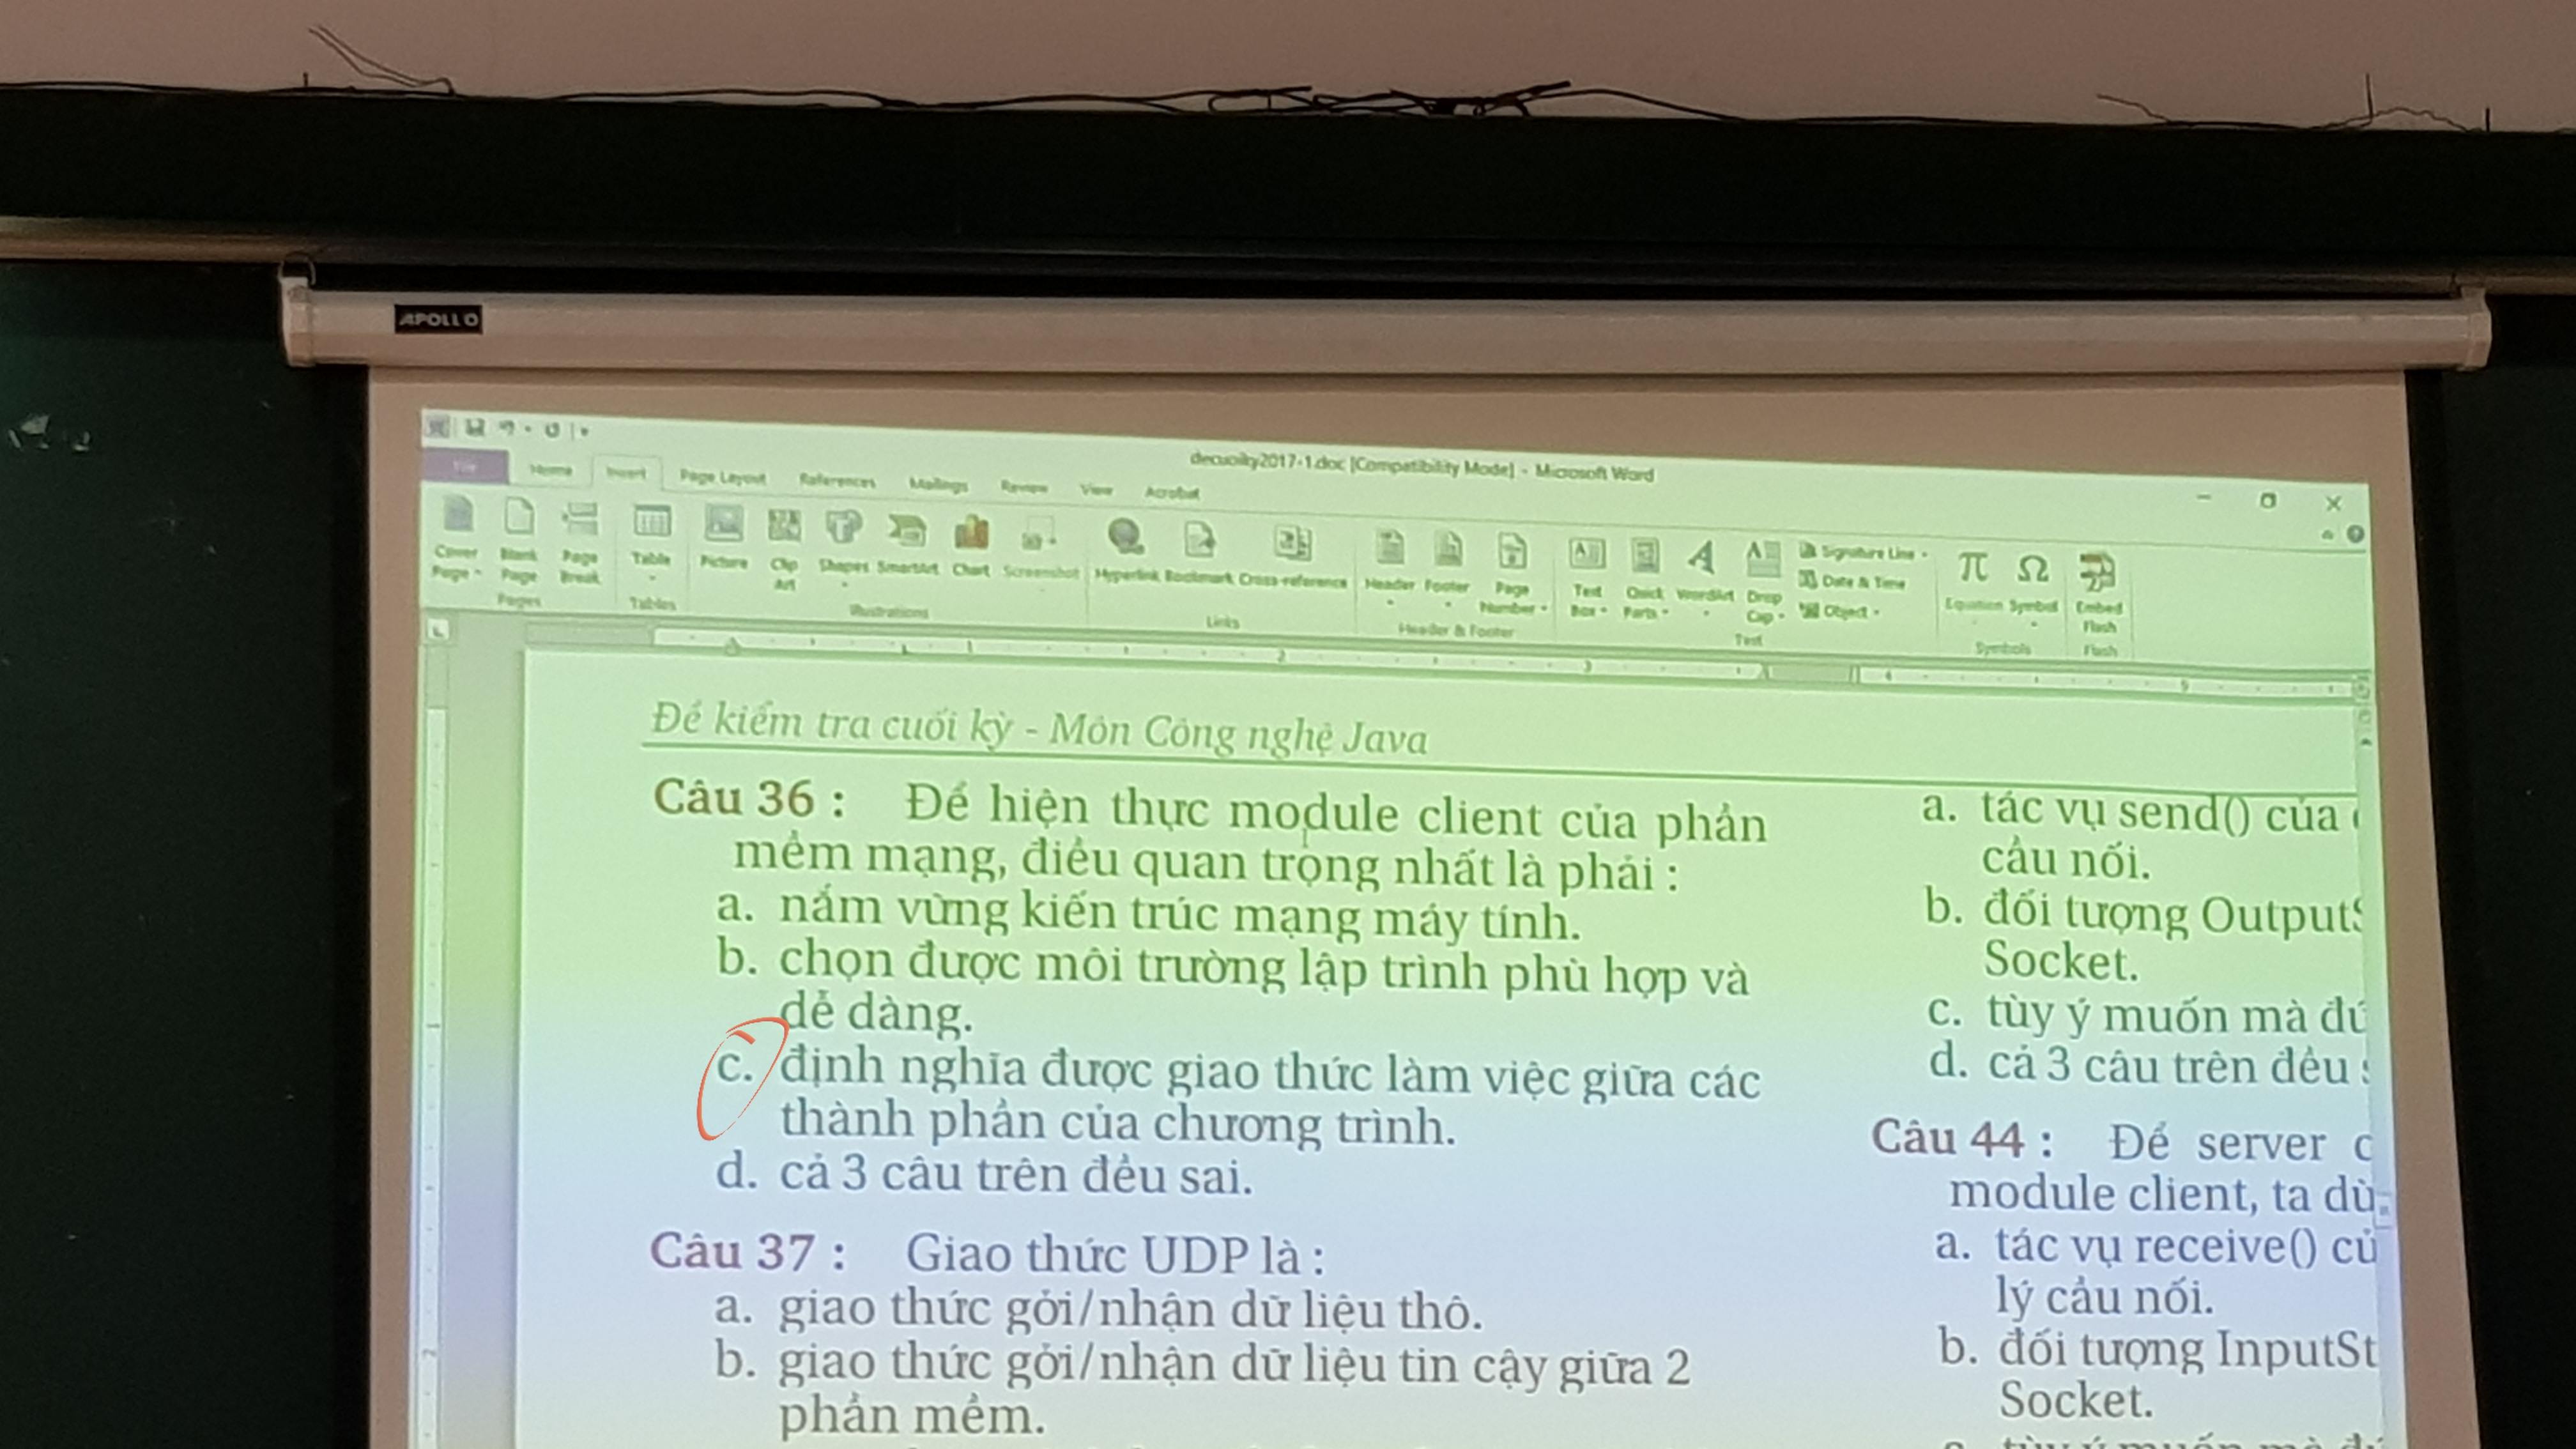 APOLLO
decuoiky2017-1.doc [Compatibility Mode] - Microsoft Word
File Home Insert Page Layout References Mailings Review View Acrobat
Cover Page Blank Page Page Break Table Picture Clip Art Shapes SmartArt Chart Screenshot Hyperlink Bookmark Cross-reference Header Footer Page Number Text Box Quick Parts WordArt Drop Cap Signature Line Date & Time Object Equation Symbol Embed Flash
Pages Tables Illustrations Links Header & Footer Text Symbols Flash
Đề kiểm tra cuối kỳ - Môn Công nghệ Java
Câu 36 : Để hiện thực module client của phần
mềm mạng, điều quan trọng nhất là phải :
a. nắm vững kiến trúc mạng máy tính.
b. chọn được môi trường lập trình phù hợp và
dễ dàng.
c. định nghĩa được giao thức làm việc giữa các
thành phần của chương trình.
d. cả 3 câu trên đều sai.
Câu 37 : Giao thức UDP là :
a. giao thức gởi/nhận dữ liệu thô.
b. giao thức gởi/nhận dữ liệu tin cậy giữa 2
phần mềm.
a. tác vụ send() của
cầu nối.
b. đối tượng OutputS
Socket.
c. tùy ý muốn mà đú
d. cả 3 câu trên đều s
Câu 44 : Để server c
module client, ta dù
a. tác vụ receive() củ
lý cầu nối.
b. đối tượng InputSt
Socket.